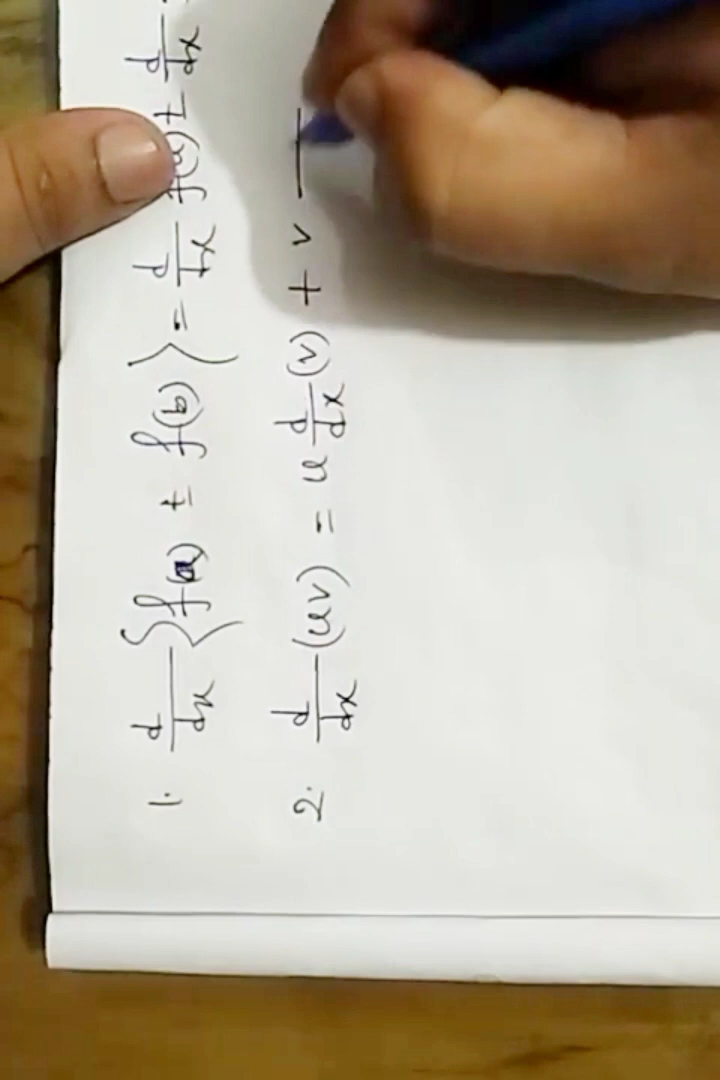 1. d/dx {f(a) ± f(b)} = d/dx f(a) ± d/dx
2. d/dx (uv) = u d/dx (v) + v